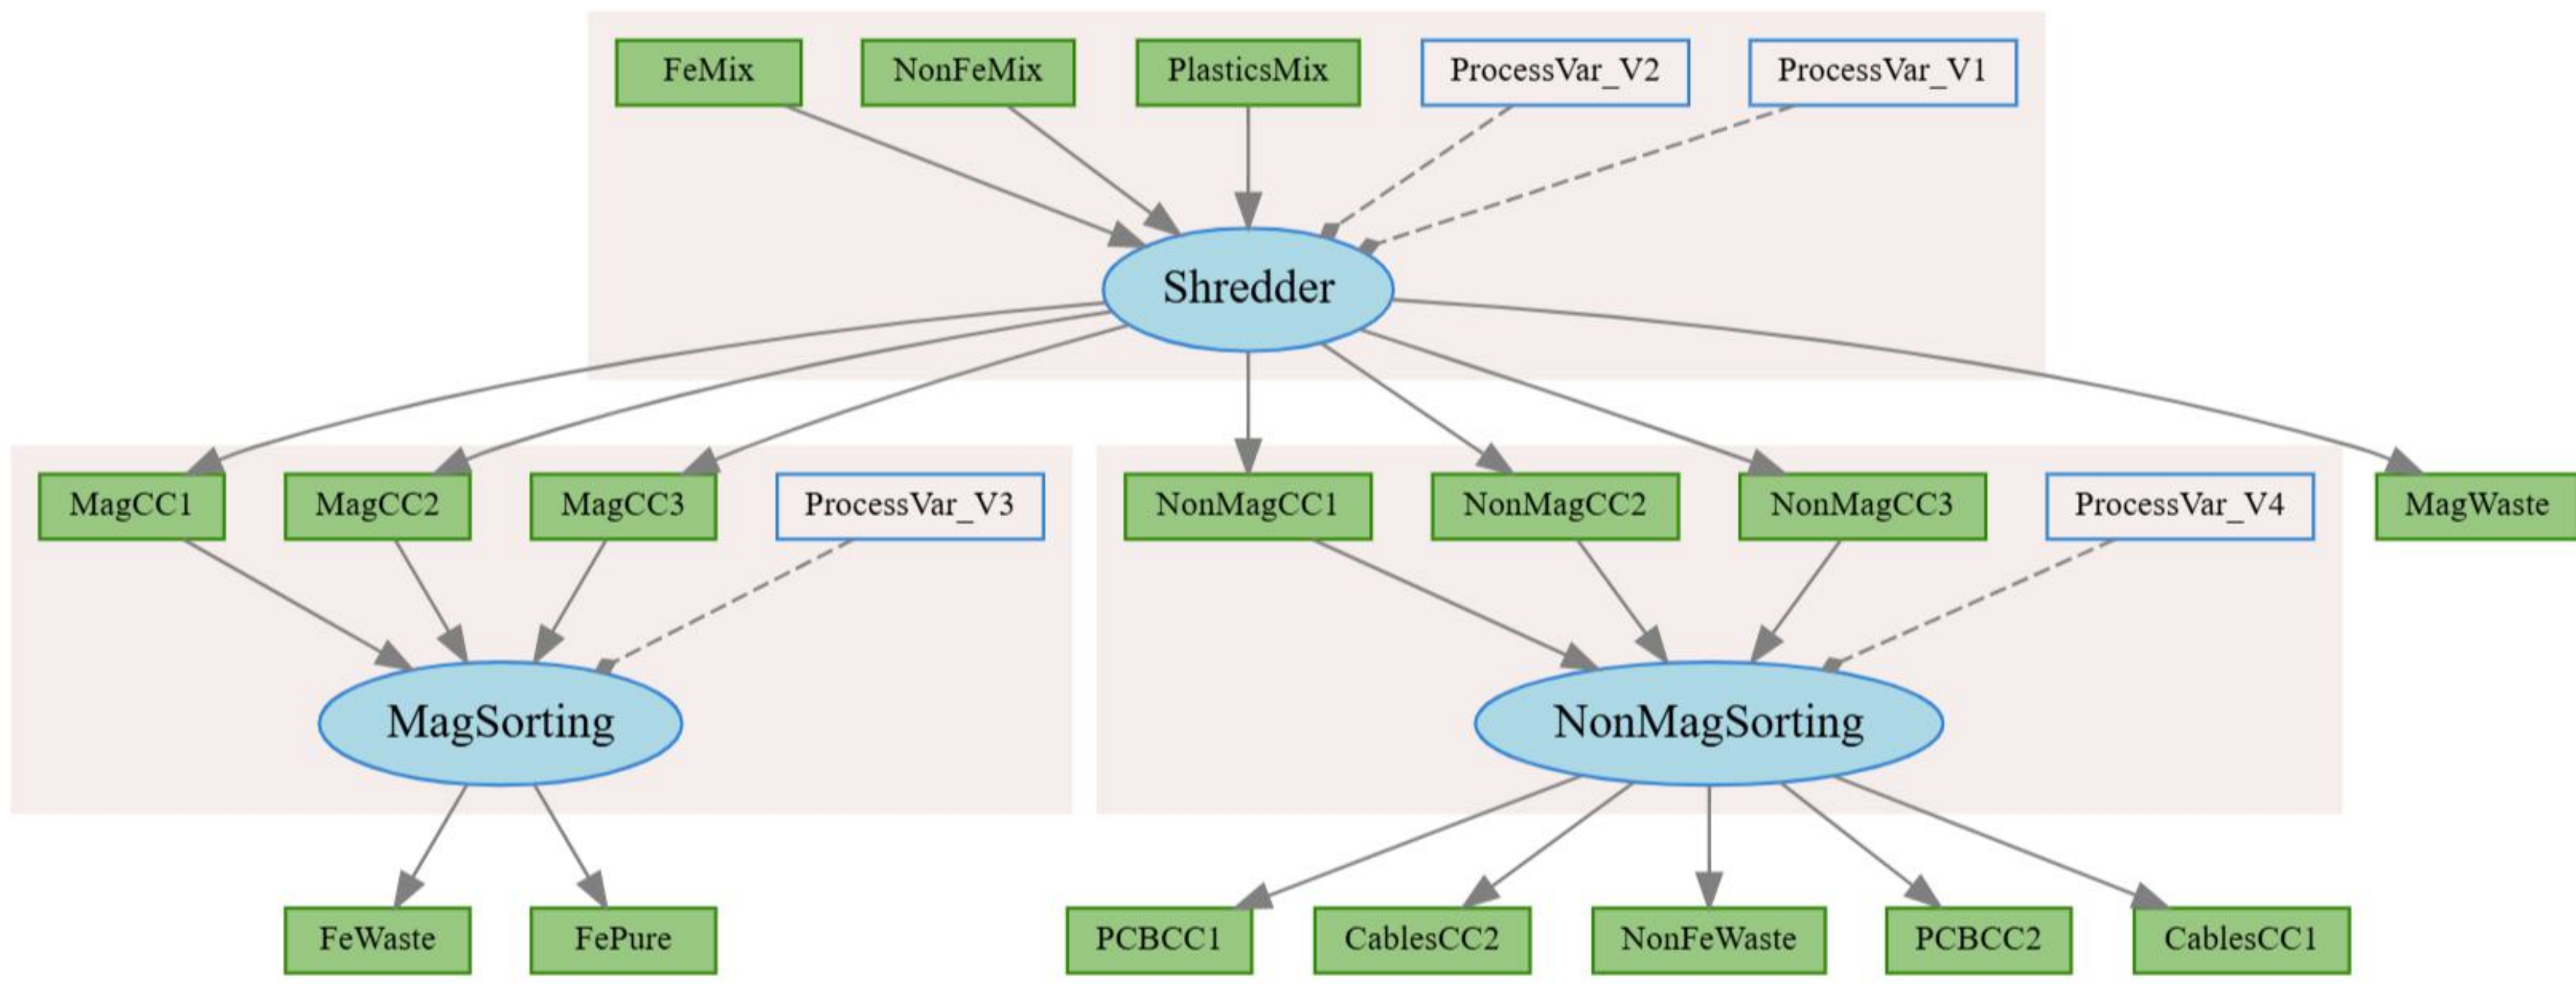 FeMix
NonFeMix
PlasticsMix
ProcessVar_V2
ProcessVar_V1
Shredder
MagCC1
MagCC2
MagCC3
ProcessVar_V3
NonMagCC1
NonMagCC2
NonMagCC3
ProcessVar_V4
MagWaste
MagSorting
NonMagSorting
FeWaste
FePure
PCBCC1
CablesCC2
NonFeWaste
PCBCC2
CablesCC1